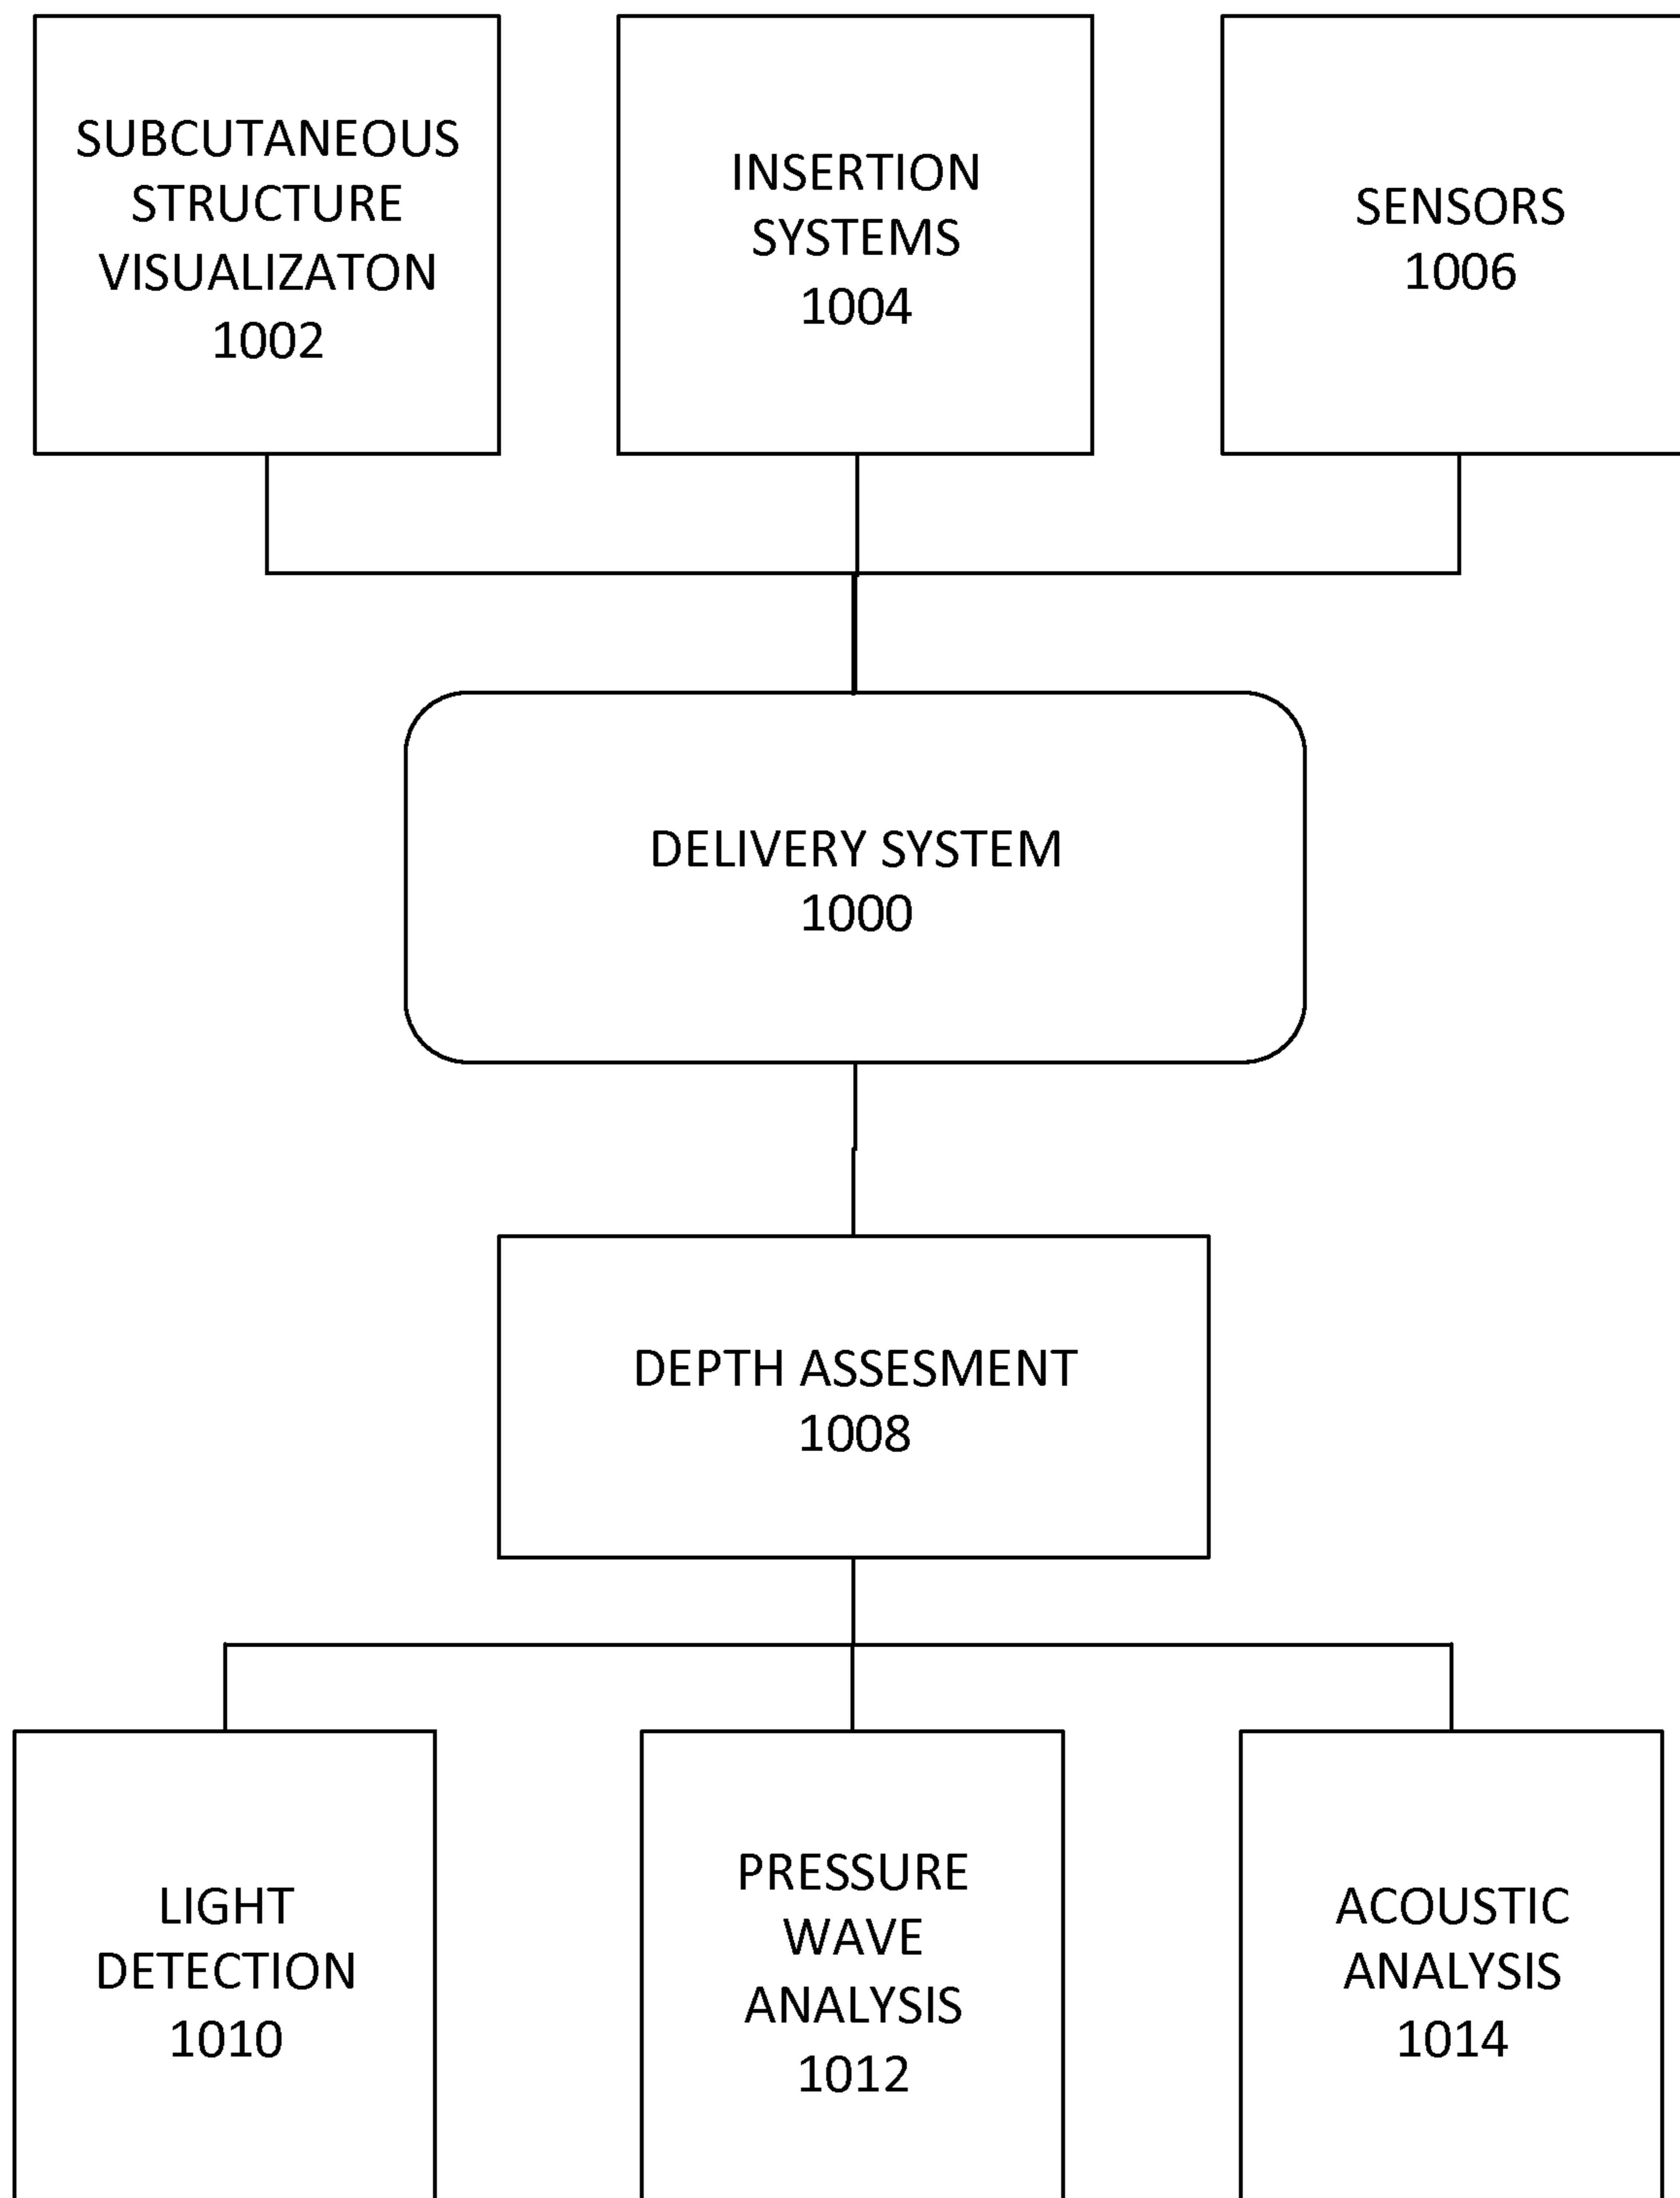 SUBCUTANEOUS
STRUCTURE
VISUALIZATON
1002
INSERTION
SYSTEMS
1004
SENSORS
1006
DELIVERY SYSTEM
1000
DEPTH ASSESMENT
1008
LIGHT
DETECTION
1010
PRESSURE
WAVE
ANALYSIS
1012
ACOUSTIC
ANALYSIS
1014